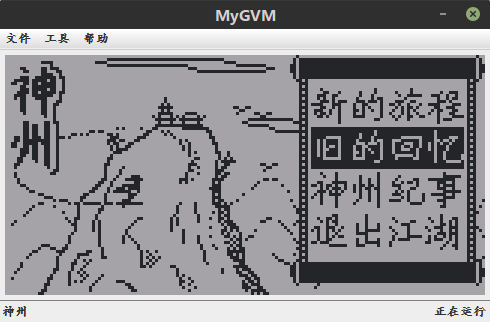 MyGVM
文件 工具 帮助
神州
新的旅程
旧的回忆
神州纪事
退出江湖
神州
正在运行